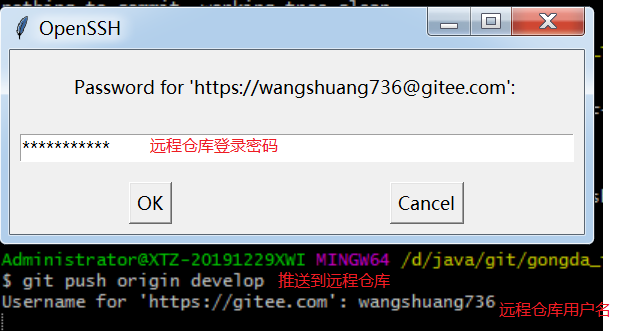 nothing to commit, working tree clean
OpenSSH
Password for 'https://wangshuang736@gitee.com':
*********** 远程仓库登录密码
OK Cancel
Administrator@XTZ-20191229XWI MINGW64 /d/java/git/gongda_
$ git push origin develop 推送到远程仓库
Username for 'https://gitee.com': wangshuang736 远程仓库用户名